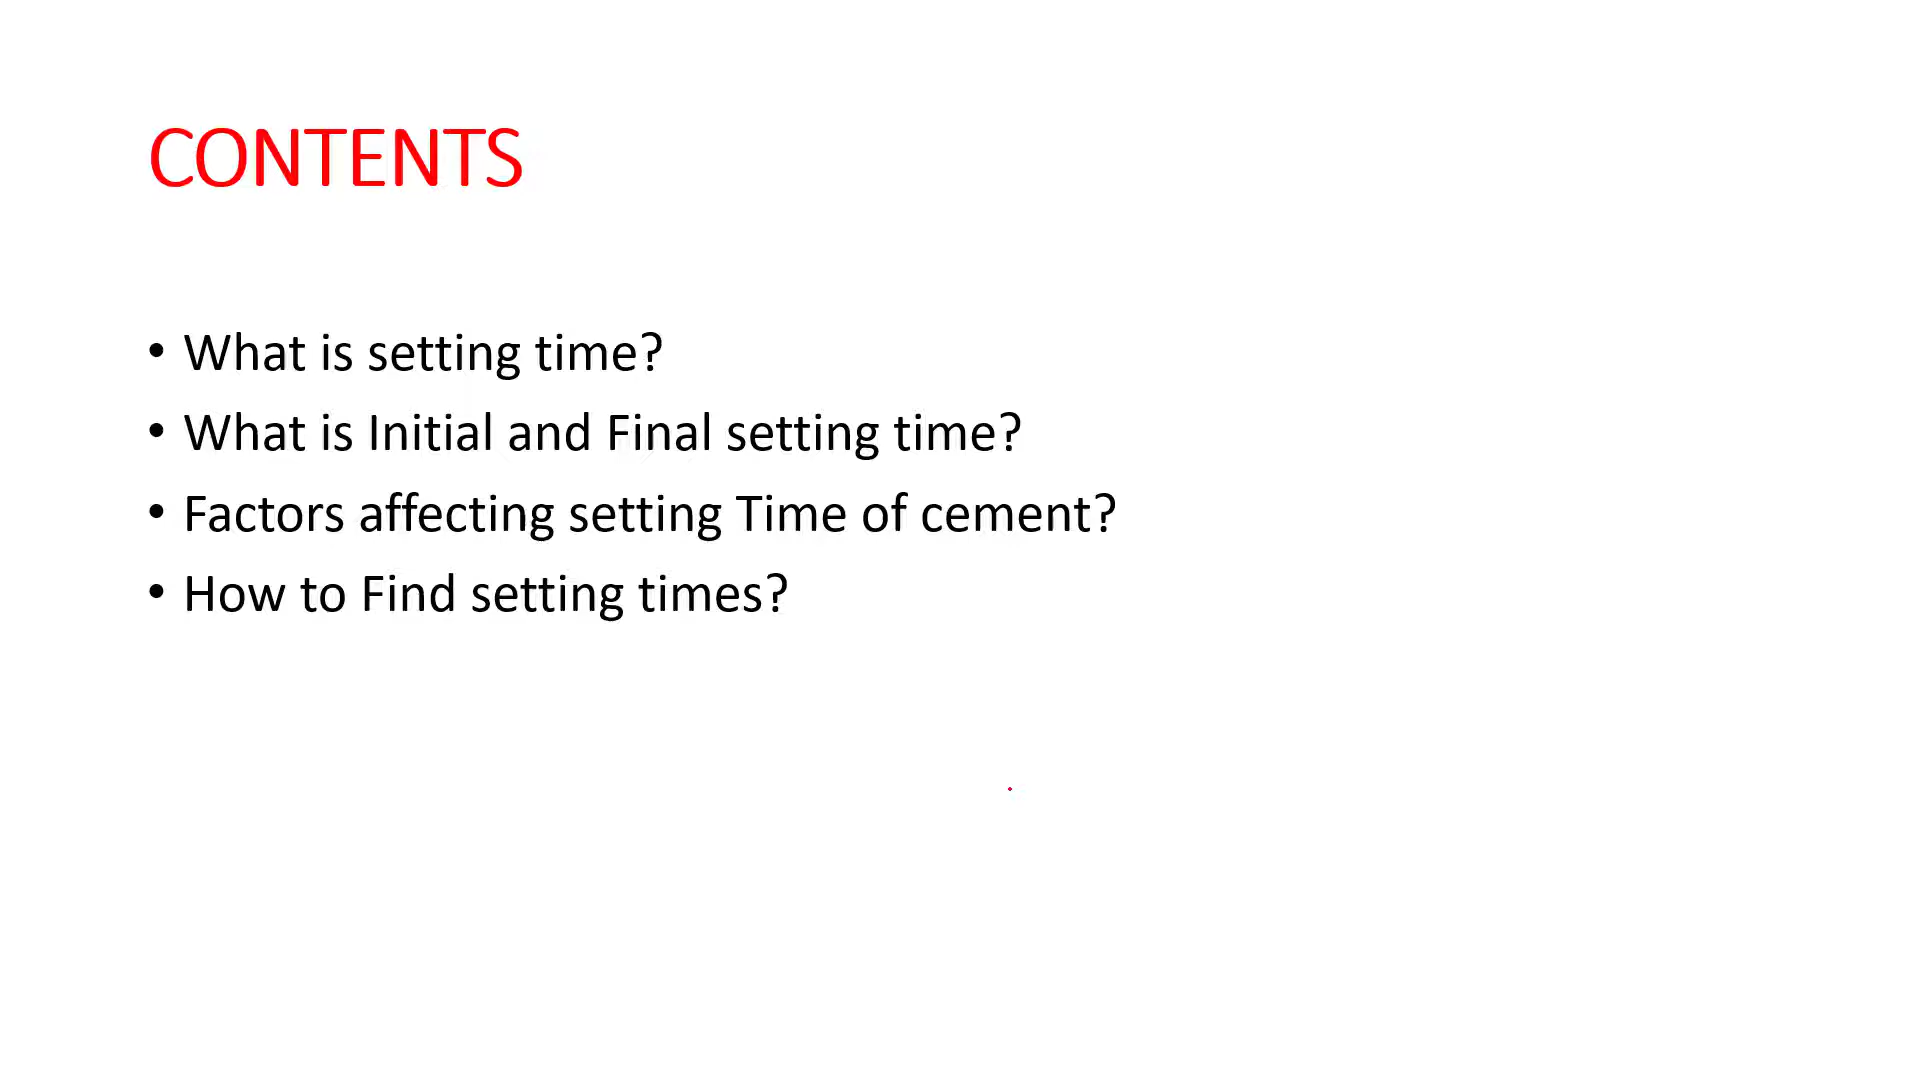 CONTENTS
• What is setting time?
• What is Initial and Final setting time?
• Factors affecting setting Time of cement?
• How to Find setting times?